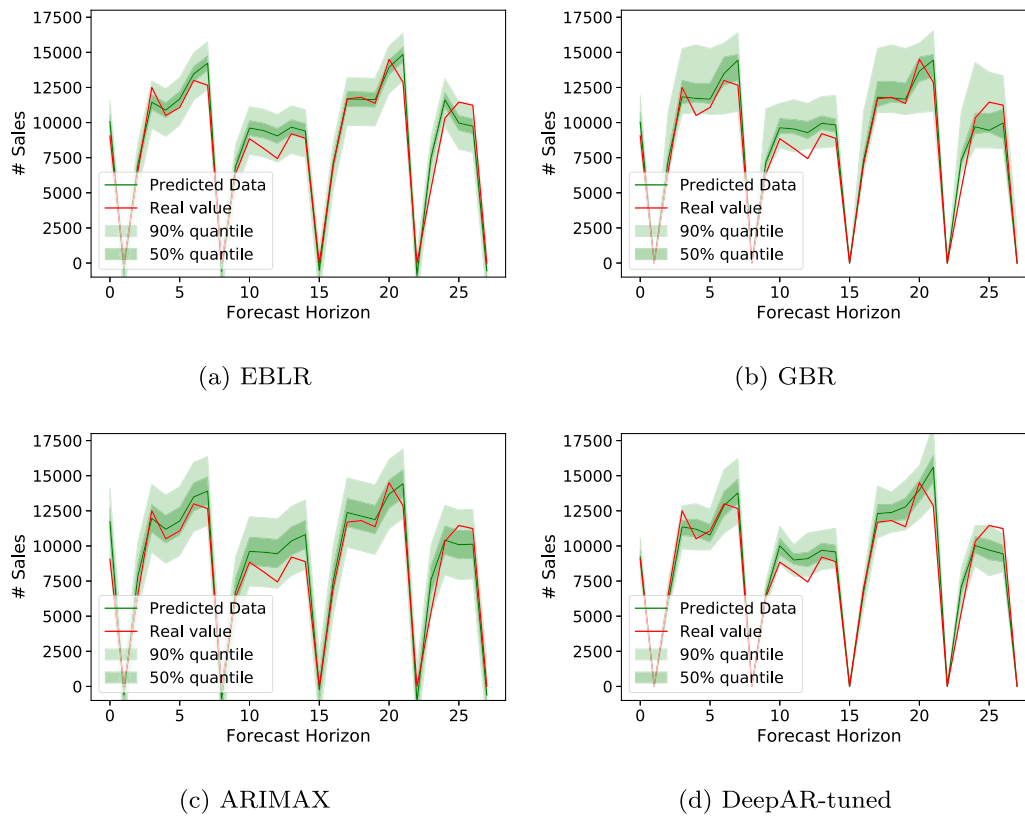 17500
15000
12500
10000
7500
5000
2500
0
# Sales
Predicted Data
Real value
90% quantile
50% quantile
0 5 10 15 20 25
Forecast Horizon
(a) EBLR
17500
15000
12500
10000
7500
5000
2500
0
# Sales
Predicted Data
Real value
90% quantile
50% quantile
0 5 10 15 20 25
Forecast Horizon
(b) GBR
17500
15000
12500
10000
7500
5000
2500
0
# Sales
Predicted Data
Real value
90% quantile
50% quantile
0 5 10 15 20 25
Forecast Horizon
(c) ARIMAX
17500
15000
12500
10000
7500
5000
2500
0
# Sales
Predicted Data
Real value
90% quantile
50% quantile
0 5 10 15 20 25
Forecast Horizon
(d) DeepAR-tuned